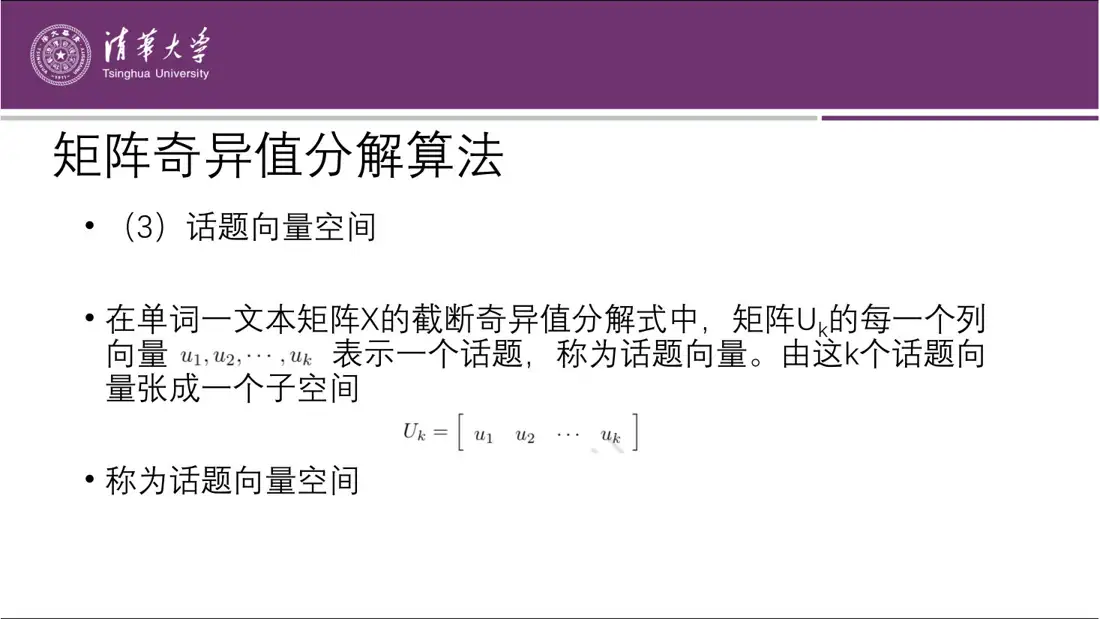 清华大学
Tsinghua University
矩阵奇异值分解算法
• （3）话题向量空间
• 在单词一文本矩阵X的截断奇异值分解式中，矩阵Uk的每一个列
向量 u1, u2, ⋯ , uk 表示一个话题，称为话题向量。由这k个话题向
量张成一个子空间
Uk = [ u1 u2 ⋯ uk ]
• 称为话题向量空间